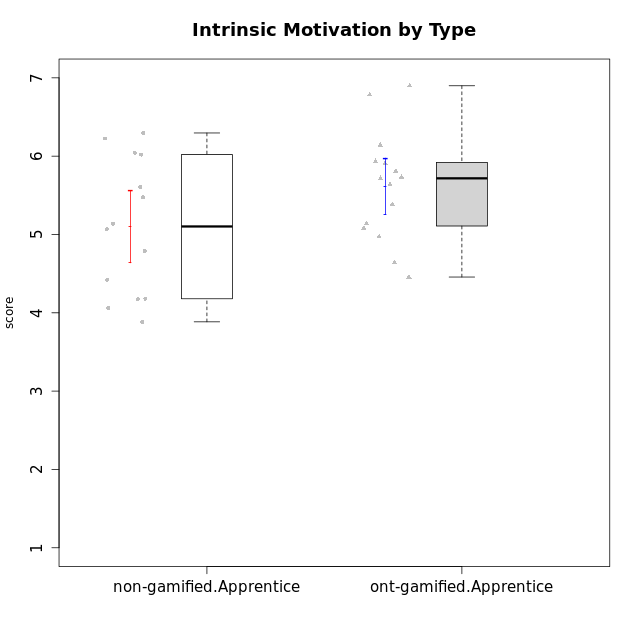 Intrinsic Motivation by Type
7
6
5
4
3
2
1
score
non-gamified.Apprentice
ont-gamified.Apprentice